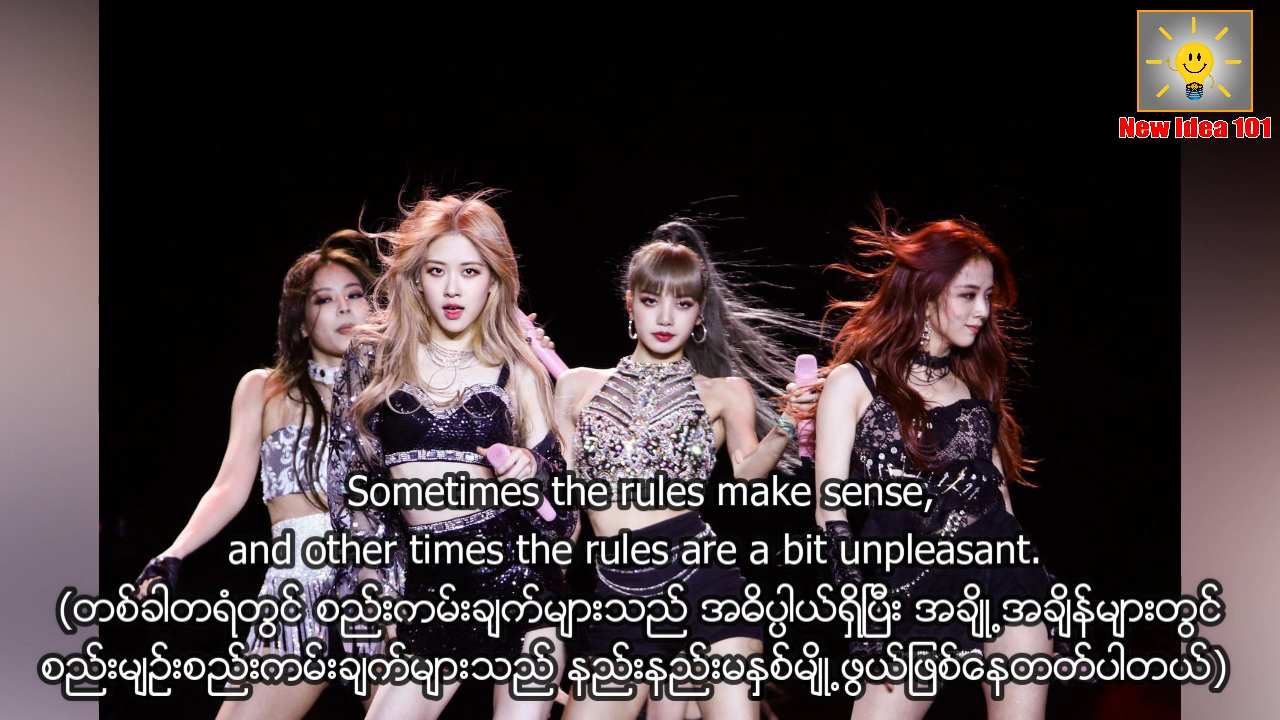 New Idea 101
Sometimes the rules make sense,
and other times the rules are a bit unpleasant.
(တစ်ခါတရံတွင် စည်းကမ်းချက်များသည် အဓိပ္ပါယ်ရှိပြီး အချို့အချိန်များတွင်
စည်းမျဉ်းစည်းကမ်းချက်များသည် နည်းနည်းမနှစ်မျို့ဖွယ်ဖြစ်နေတတ်ပါတယ်)